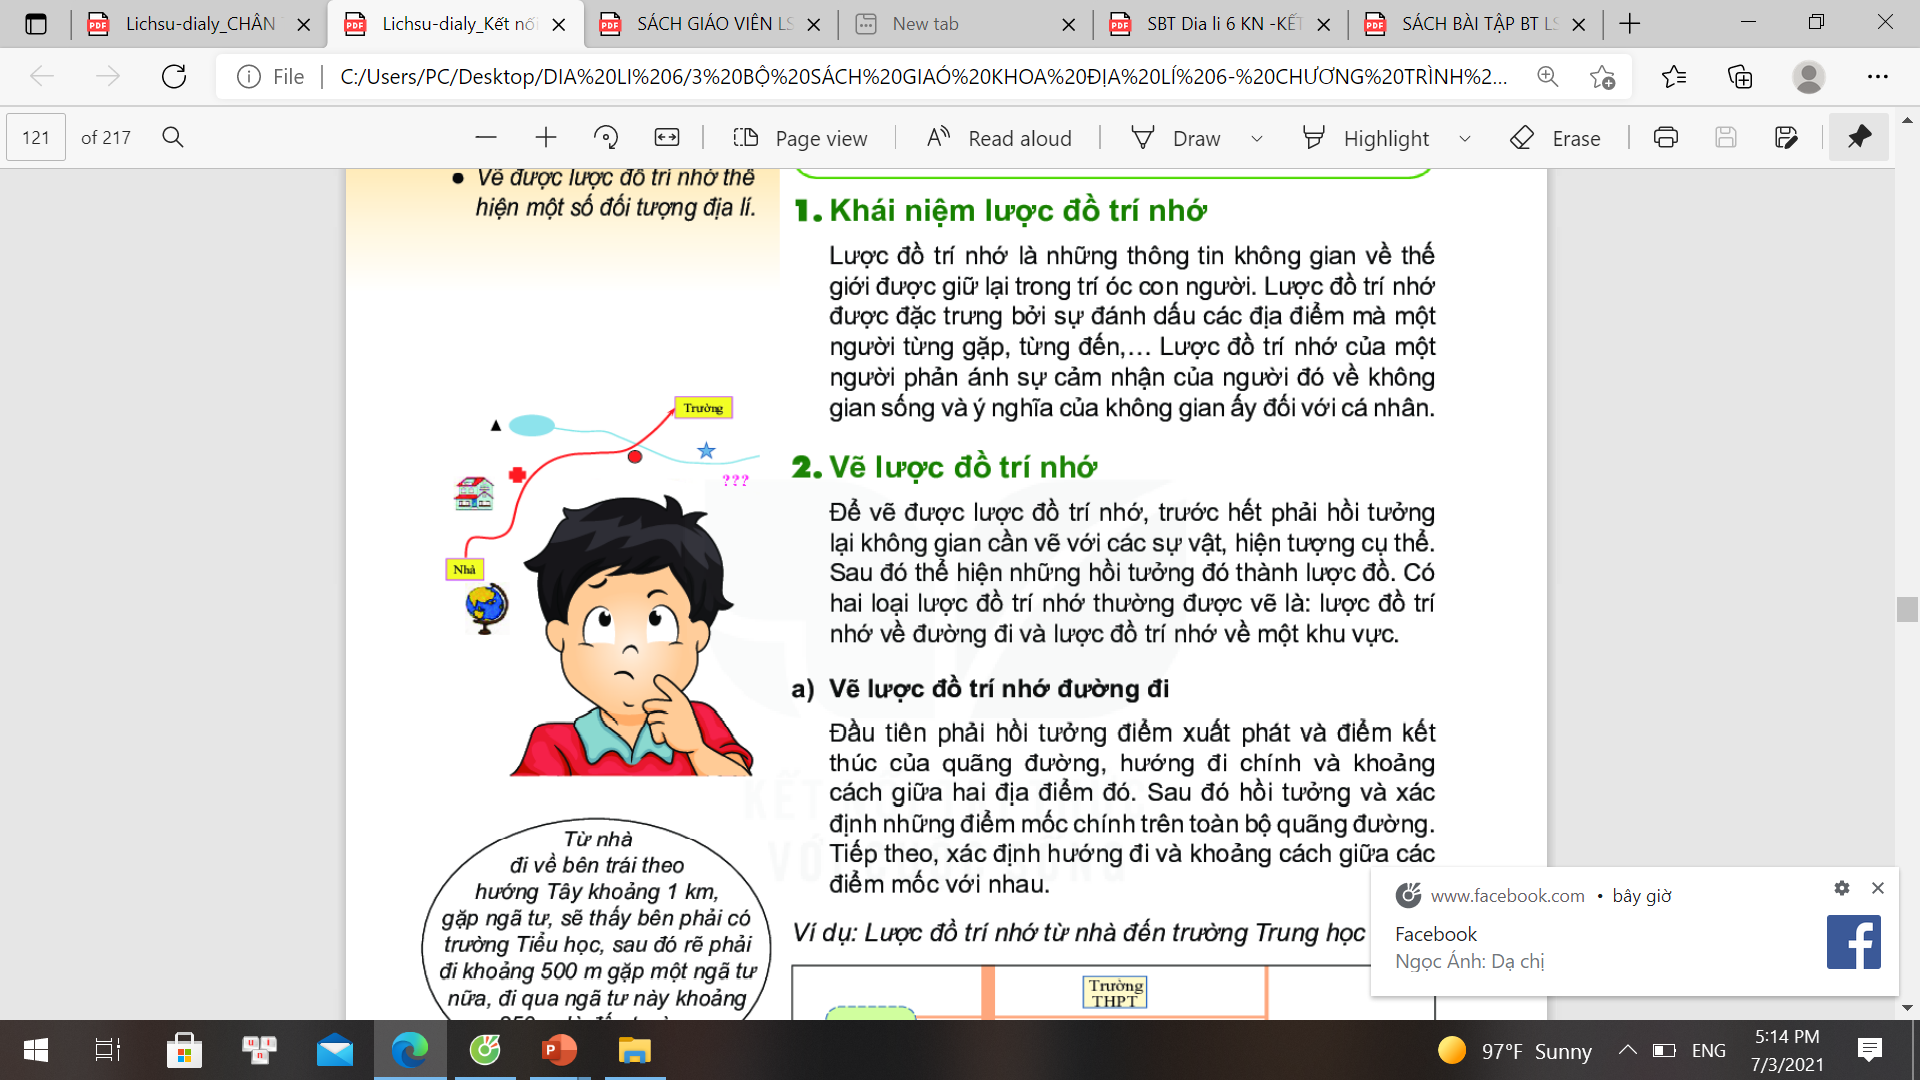 Lichsu-dialy_CHÂN
Lichsu-dialy_Kết nối
SÁCH GIÁO VIÊN LS
New tab
SBT Dia li 6 KN -KẾT
SÁCH BÀI TẬP BT LS
File
C:/Users/PC/Desktop/DIA%20LI%206/3%20BỘ%20SÁCH%20GIAÓ%20KHOA%20ĐỊA%20LÍ%206-%20CHƯƠNG%20TRÌNH%2...
121 of 217
Page view
Read aloud
Draw
Highlight
Erase
• Vẽ được lược đồ trí nhớ thể
hiện một số đối tượng địa lí.
1. Khái niệm lược đồ trí nhớ
Lược đồ trí nhớ là những thông tin không gian về thế
giới được giữ lại trong trí óc con người. Lược đồ trí nhớ
được đặc trưng bởi sự đánh dấu các địa điểm mà một
người từng gặp, từng đến,... Lược đồ trí nhớ của một
người phản ánh sự cảm nhận của người đó về không
gian sống và ý nghĩa của không gian ấy đối với cá nhân.
Trường
???
Nhà
2. Vẽ lược đồ trí nhớ
Để vẽ được lược đồ trí nhớ, trước hết phải hồi tưởng
lại không gian cần vẽ với các sự vật, hiện tượng cụ thể.
Sau đó thể hiện những hồi tưởng đó thành lược đồ. Có
hai loại lược đồ trí nhớ thường được vẽ là: lược đồ trí
nhớ về đường đi và lược đồ trí nhớ về một khu vực.
a) Vẽ lược đồ trí nhớ đường đi
Đầu tiên phải hồi tưởng điểm xuất phát và điểm kết
thúc của quãng đường, hướng đi chính và khoảng
cách giữa hai địa điểm đó. Sau đó hồi tưởng và xác
định những điểm mốc chính trên toàn bộ quãng đường.
Tiếp theo, xác định hướng đi và khoảng cách giữa các
điểm mốc với nhau.
Từ nhà
đi về bên trái theo
hướng Tây khoảng 1 km,
gặp ngã tư, sẽ thấy bên phải có
trường Tiểu học, sau đó rẽ phải
đi khoảng 500 m gặp một ngã tư
nữa, đi qua ngã tư này khoảng
Ví dụ: Lược đồ trí nhớ từ nhà đến trường Trung học
Trường
THPT
www.facebook.com • bây giờ
Facebook
Ngọc Ánh: Dạ chị
97°F Sunny
ENG
5:14 PM
7/3/2021